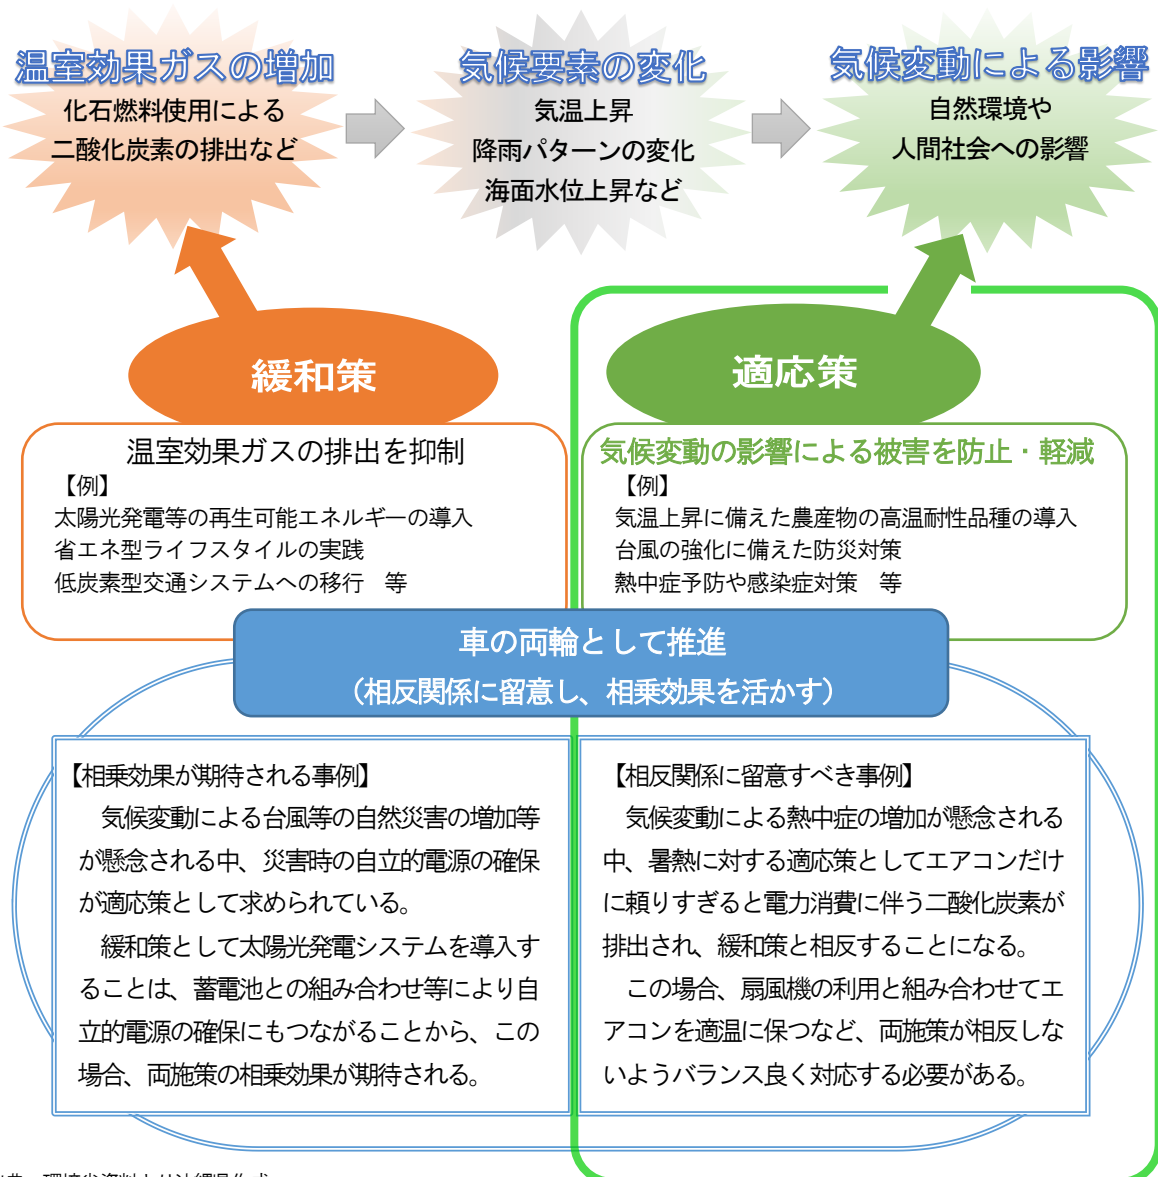 温室効果ガスの増加
化石燃料使用による
二酸化炭素の排出など
気候要素の変化
気温上昇
降雨パターンの変化
海面水位上昇など
気候変動による影響
自然環境や
人間社会への影響
緩和策
温室効果ガスの排出を抑制
【例】
太陽光発電等の再生可能エネルギーの導入
省エネ型ライフスタイルの実践
低炭素型交通システムへの移行 等
適応策
気候変動の影響による被害を防止・軽減
【例】
気温上昇に備えた農産物の高温耐性品種の導入
台風の強化に備えた防災対策
熱中症予防や感染症対策 等
車の両輪として推進
（相反関係に留意し、相乗効果を活かす）
【相乗効果が期待される事例】
気候変動による台風等の自然災害の増加等
が懸念される中、災害時の自立的電源の確保
が適応策として求められている。
緩和策として太陽光発電システムを導入す
ることは、蓄電池との組み合わせ等により自
立的電源の確保にもつながることから、この
場合、両施策の相乗効果が期待される。
【相反関係に留意すべき事例】
気候変動による熱中症の増加が懸念される
中、暑熱に対する適応策としてエアコンだけ
に頼りすぎると電力消費に伴う二酸化炭素が
排出され、緩和策と相反することになる。
この場合、扇風機の利用と組み合わせてエ
アコンを適温に保つなど、両施策が相反しな
いようバランス良く対応する必要がある。